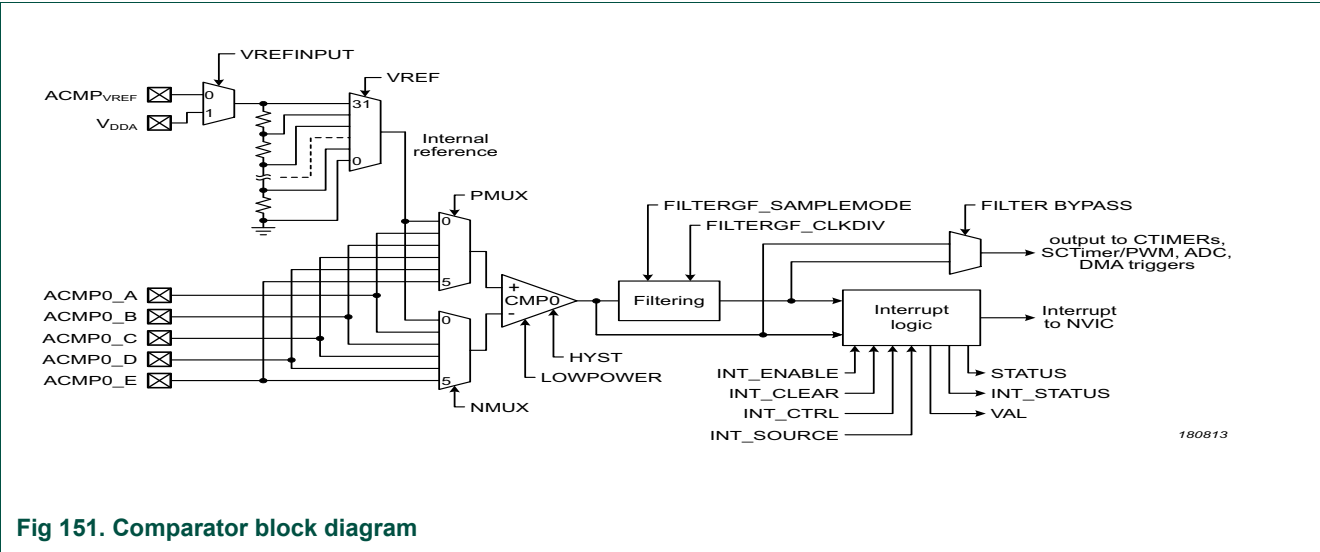 VREFINPUT
VREF
ACMPVREF
0
1
VDDA
31
0
Internal
reference
PMUX
0
5
FILTERGF_SAMPLEMODE
FILTERGF_CLKDIV
FILTER BYPASS
output to CTIMERs,
SCTimer/PWM, ADC,
DMA triggers
ACMP0_A
ACMP0_B
ACMP0_C
ACMP0_D
ACMP0_E
+
CMP0
-
Filtering
Interrupt
logic
Interrupt
to NVIC
0
5
HYST
LOWPOWER
NMUX
INT_ENABLE
INT_CLEAR
INT_CTRL
INT_SOURCE
STATUS
INT_STATUS
VAL
180813
Fig 151. Comparator block diagram